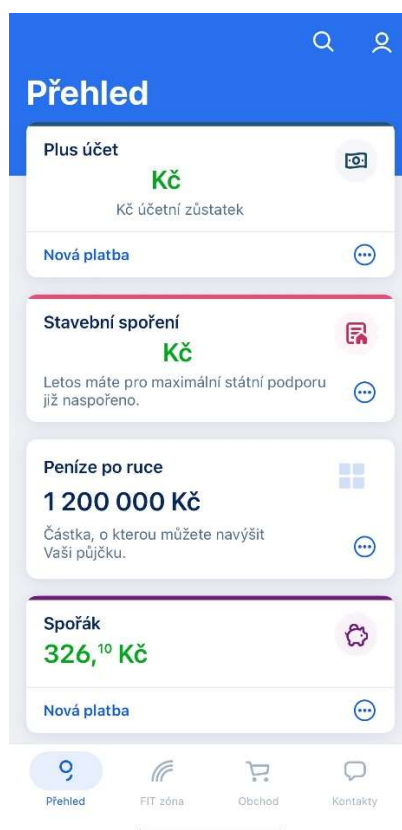 Přehled
Plus účet
Kč
Kč účetní zůstatek
Nová platba
Stavební spoření
Kč
Letos máte pro maximální státní podporu
již naspořeno.
Peníze po ruce
1 200 000 Kč
Částka, o kterou můžete navýšit
Vaši půjčku.
Spořák
326,¹⁰ Kč
Nová platba
Přehled
FIT zóna
Obchod
Kontakty